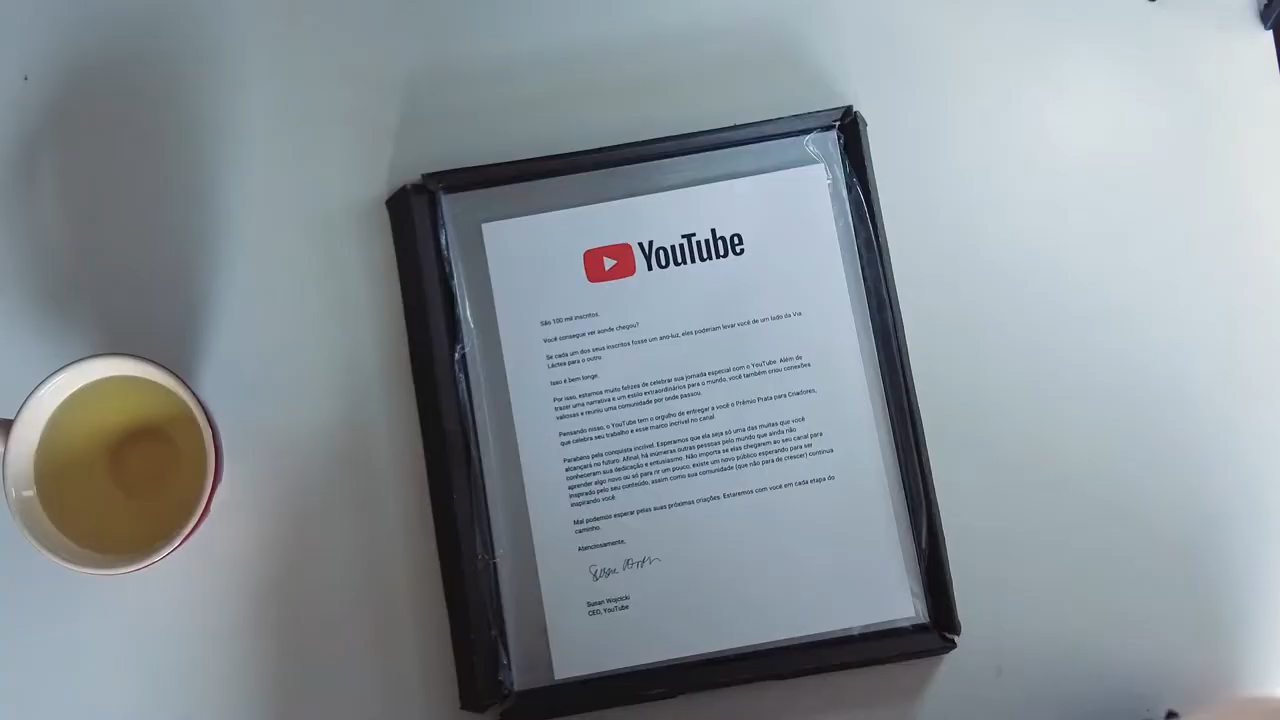 YouTube
São 100 mil inscritos.
Você consegue ver aonde chegou?
Se cada um dos seus inscritos fosse um ano-luz, eles poderiam levar você de um lado da Via
Láctea para o outro
Isso é bem longe.
Por isso, estamos muito felizes de celebrar sua jornada especial com o YouTube. Além de
trazer uma narrativa e um estilo extraordinários para o mundo, você também criou conexões
valiosas e reuniu uma comunidade por onde passou.
Pensando nisso, o YouTube tem o orgulho de entregar a você o Prêmio Prata para Criadores,
que celebra seu trabalho e esse marco incrível no canal
Parabéns pela conquista incrível. Esperamos que ela seja só uma das muitas que você
alcançará no futuro. Afinal, há inúmeras outras pessoas pelo mundo que ainda não
conheceram sua dedicação e entusiasmo. Não importa se elas chegarem ao seu canal para
aprender algo novo ou só para rir um pouco, existe um novo público esperando para ser
inspirado pelo seu conteúdo, assim como sua comunidade (que não para de crescer) continua
inspirando você.
Mal podemos esperar pelas suas próximas criações. Estaremos com você em cada etapa do
caminho.
Atenciosamente,
Susan Wojcicki
CEO, YouTube